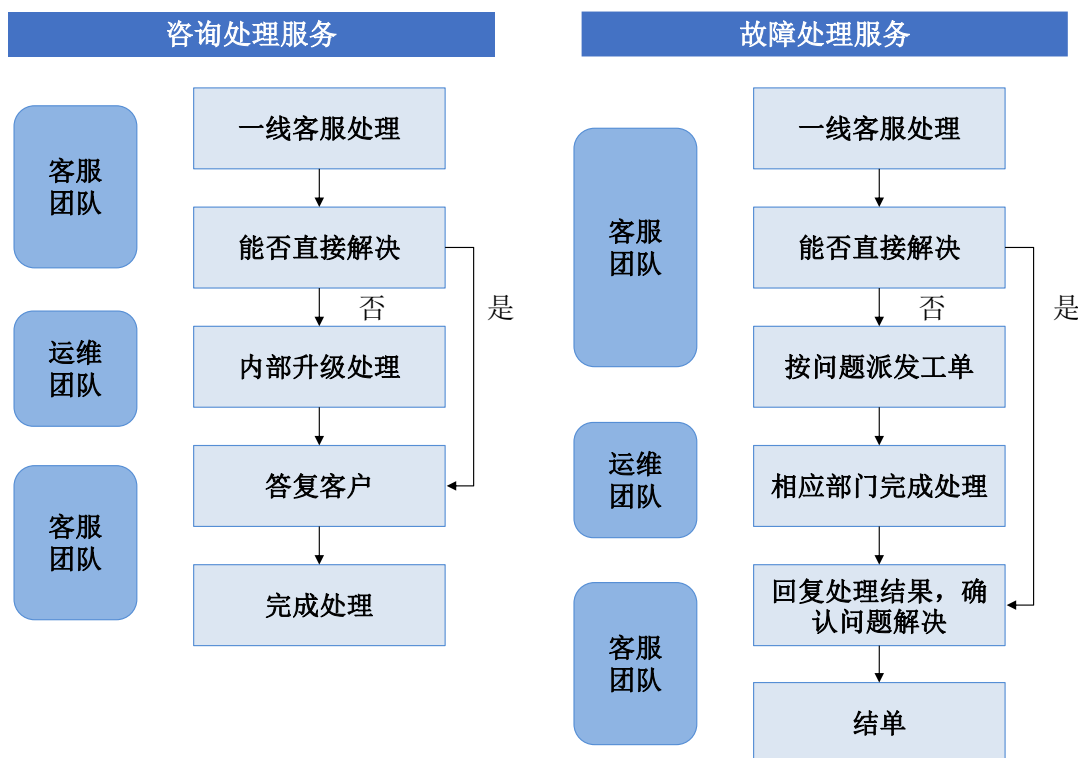 咨询处理服务
客服
团队
一线客服处理
能否直接解决
否
是
运维
团队
内部升级处理
客服
团队
答复客户
完成处理
故障处理服务
客服
团队
一线客服处理
能否直接解决
否
是
按问题派发工单
运维
团队
相应部门完成处理
客服
团队
回复处理结果，确
认问题解决
结单